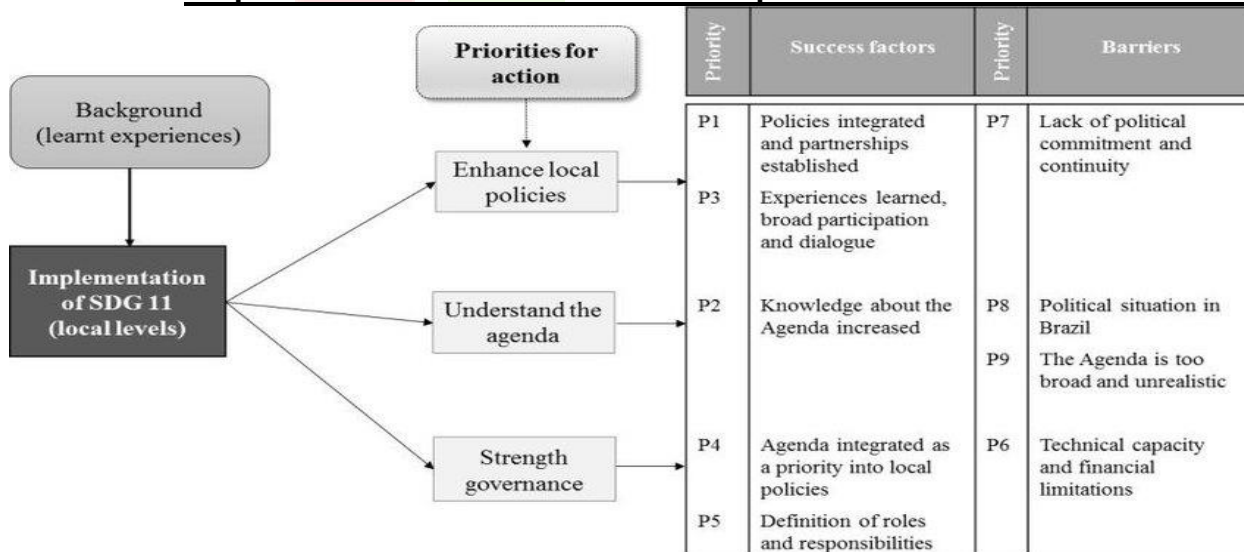 Priorities for
action
Background
(learnt experiences)
Implementation
of SDG 11
(local levels)
Enhance local
policies
Understand the
agenda
Strength
governance
Priority
Success factors
Priority
Barriers
P1
Policies integrated
and partnerships
established
P7
Lack of political
commitment and
continuity
P3
Experiences learned,
broad participation
and dialogue
P2
Knowledge about the
Agenda increased
P8
Political situation in
Brazil
P9
The Agenda is too
broad and unrealistic
P4
Agenda integrated as
a priority into local
policies
P6
Technical capacity
and financial
limitations
P5
Definition of roles
and responsibilities